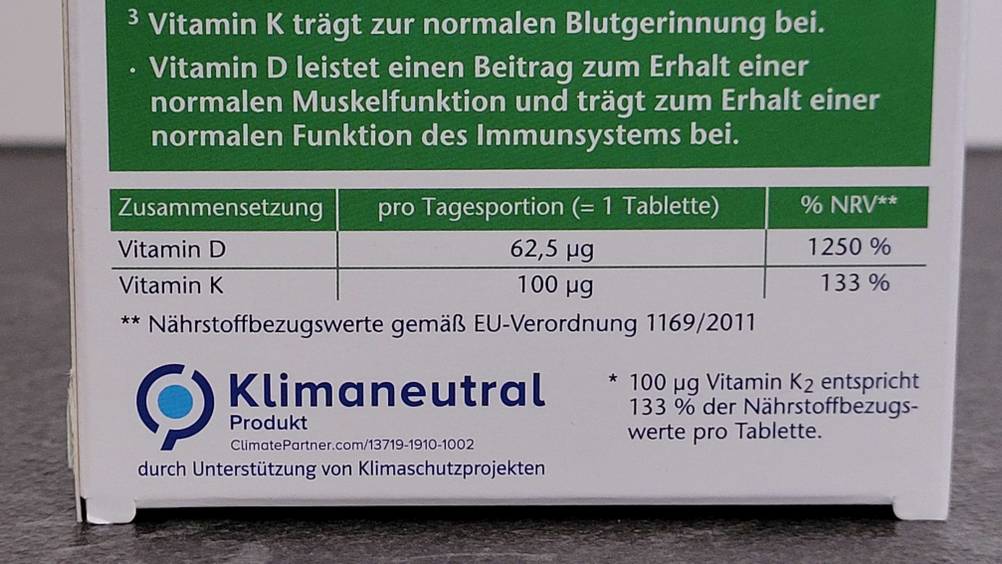 ³ Vitamin K trägt zur normalen Blutgerinnung bei.
· Vitamin D leistet einen Beitrag zum Erhalt einer
normalen Muskelfunktion und trägt zum Erhalt einer
normalen Funktion des Immunsystems bei.
Zusammensetzung pro Tagesportion (= 1 Tablette) % NRV**
Vitamin D 62,5 µg 1250 %
Vitamin K 100 µg 133 %
** Nährstoffbezugswerte gemäß EU-Verordnung 1169/2011
Klimaneutral
Produkt
ClimatePartner.com/13719-1910-1002
durch Unterstützung von Klimaschutzprojekten
* 100 µg Vitamin K₂ entspricht
133 % der Nährstoffbezugs-
werte pro Tablette.